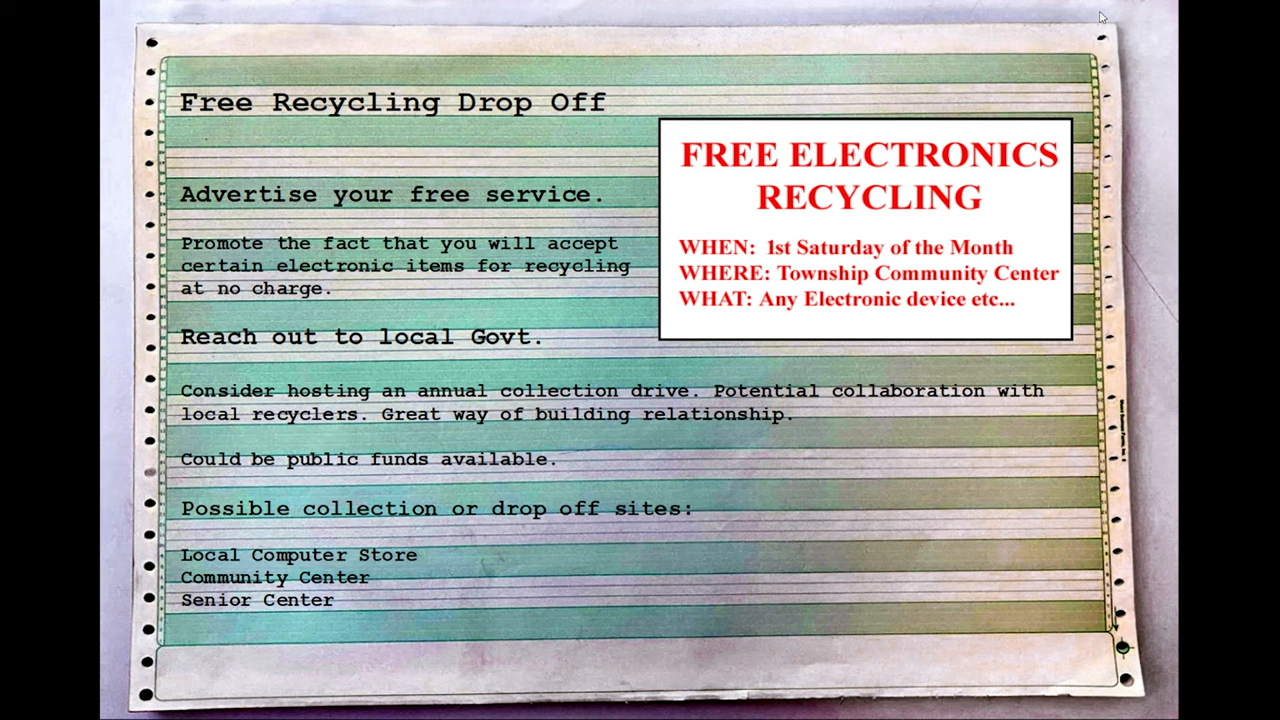 Free Recycling Drop Off
FREE ELECTRONICS
RECYCLING
WHEN: 1st Saturday of the Month
WHERE: Township Community Center
WHAT: Any Electronic device etc...
Advertise your free service.
Promote the fact that you will accept
certain electronic items for recycling
at no charge.
Reach out to local Govt.
Consider hosting an annual collection drive. Potential collaboration with
local recyclers. Great way of building relationship.
Could be public funds available.
Possible collection or drop off sites:
Local Computer Store
Community Center
Senior Center